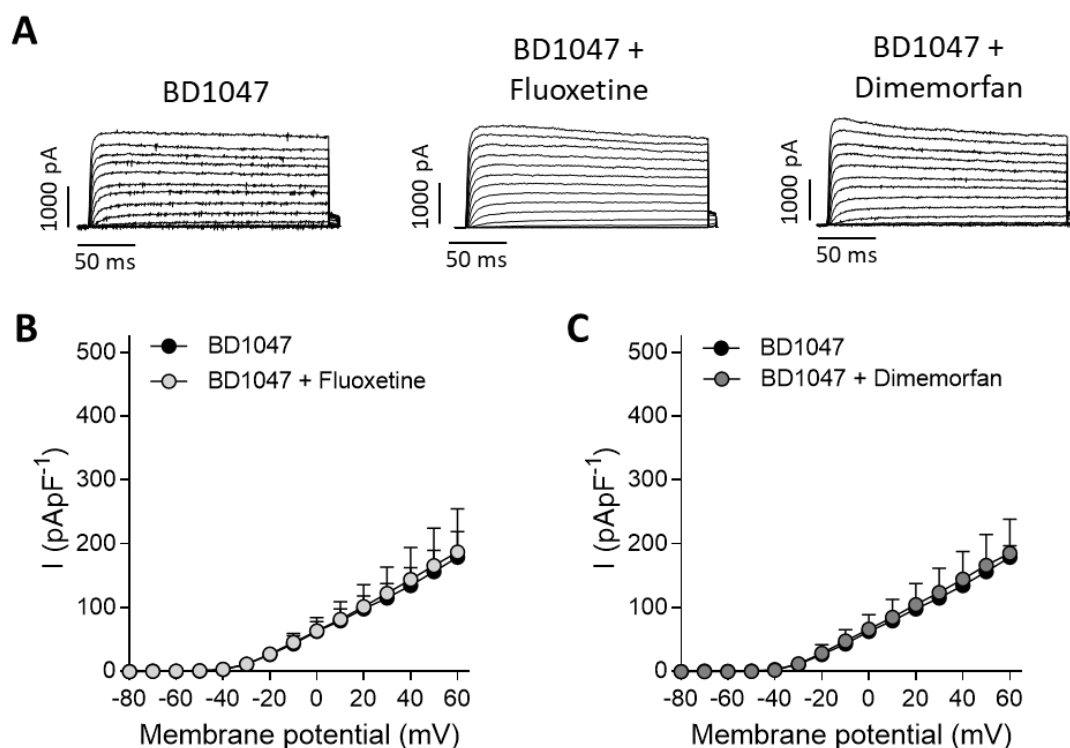 A
BD1047
BD1047 +
Fluoxetine
BD1047 +
Dimemorfan
1000 pA
50 ms
1000 pA
50 ms
1000 pA
50 ms
B
BD1047
BD1047 + Fluoxetine
500
400
300
200
100
0
I (pApF⁻¹)
-80 -60 -40 -20 0 20 40 60
Membrane potential (mV)
C
BD1047
BD1047 + Dimemorfan
500
400
300
200
100
0
I (pApF⁻¹)
-80 -60 -40 -20 0 20 40 60
Membrane potential (mV)